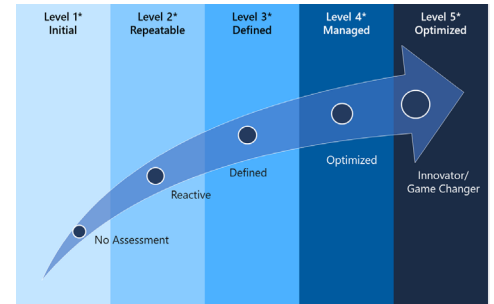 Level 1*
Initial
Level 2*
Repeatable
Level 3*
Defined
Level 4*
Managed
Level 5*
Optimized
No Assessment
Reactive
Defined
Optimized
Innovator/
Game Changer